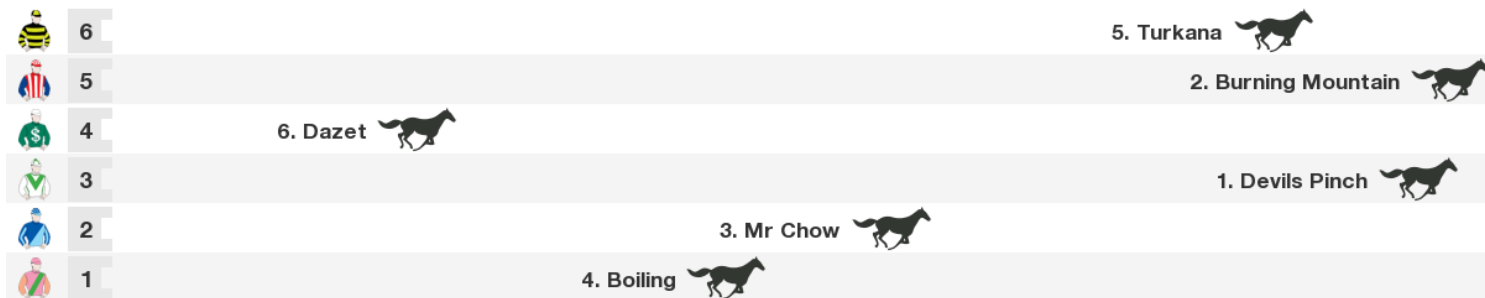 6 5. Turkana
5 2. Burning Mountain
4 $ 6. Dazet
3 1. Devils Pinch
2 3. Mr Chow
1 4. Boiling